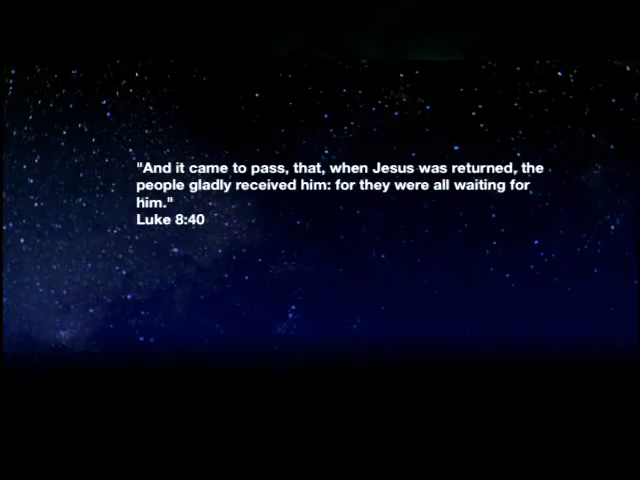 "And it came to pass, that, when Jesus was returned, the
people gladly received him: for they were all waiting for
him."
Luke 8:40